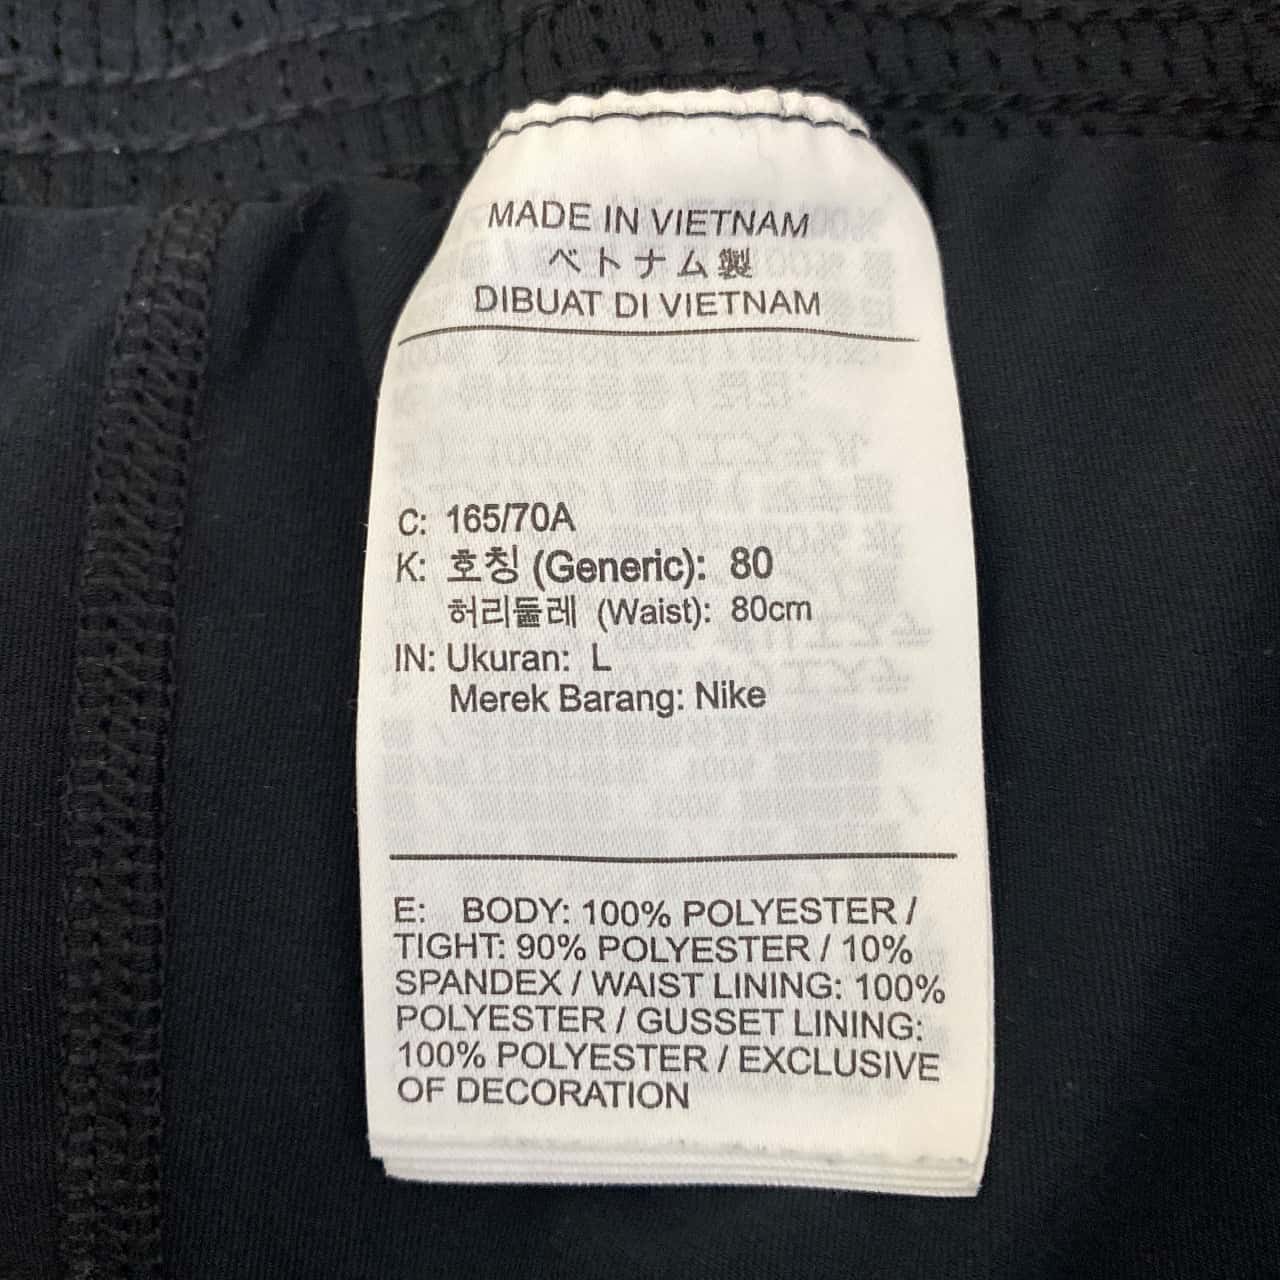 MADE IN VIETNAM
ベトナム製
DIBUAT DI VIETNAM
C: 165/70A
K: 호칭 (Generic): 80
허리둘레 (Waist): 80cm
IN: Ukuran: L
Merek Barang: Nike
E: BODY: 100% POLYESTER /
TIGHT: 90% POLYESTER / 10%
SPANDEX / WAIST LINING: 100%
POLYESTER / GUSSET LINING:
100% POLYESTER / EXCLUSIVE
OF DECORATION